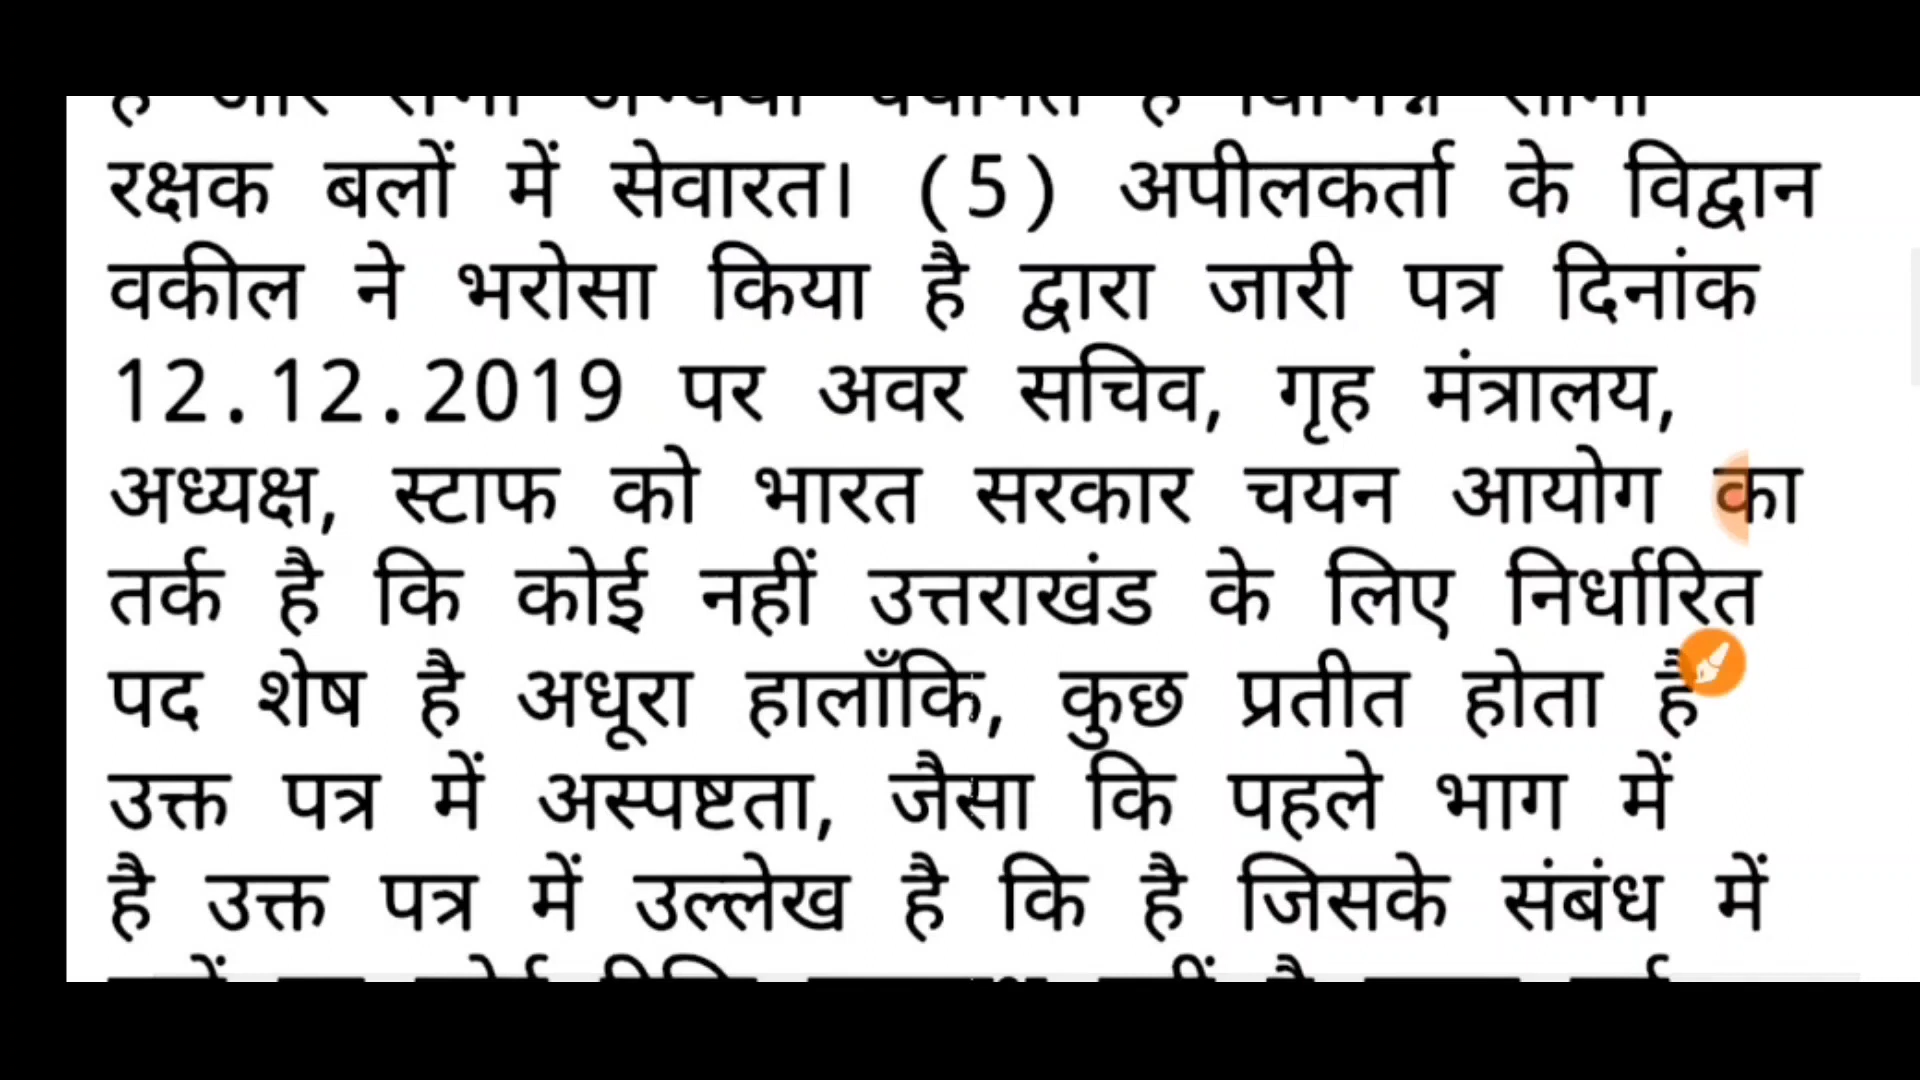 रक्षक बलों में सेवारत। (5) अपीलकर्ता के विद्वान
वकील ने भरोसा किया है द्वारा जारी पत्र दिनांक
12.12.2019 पर अवर सचिव, गृह मंत्रालय,
अध्यक्ष, स्टाफ को भारत सरकार चयन आयोग का
तर्क है कि कोई नहीं उत्तराखंड के लिए निर्धारित
पद शेष है अधूरा हालाँकि, कुछ प्रतीत होता है
उक्त पत्र में अस्पष्टता, जैसा कि पहले भाग में
है उक्त पत्र में उल्लेख है कि है जिसके संबंध में